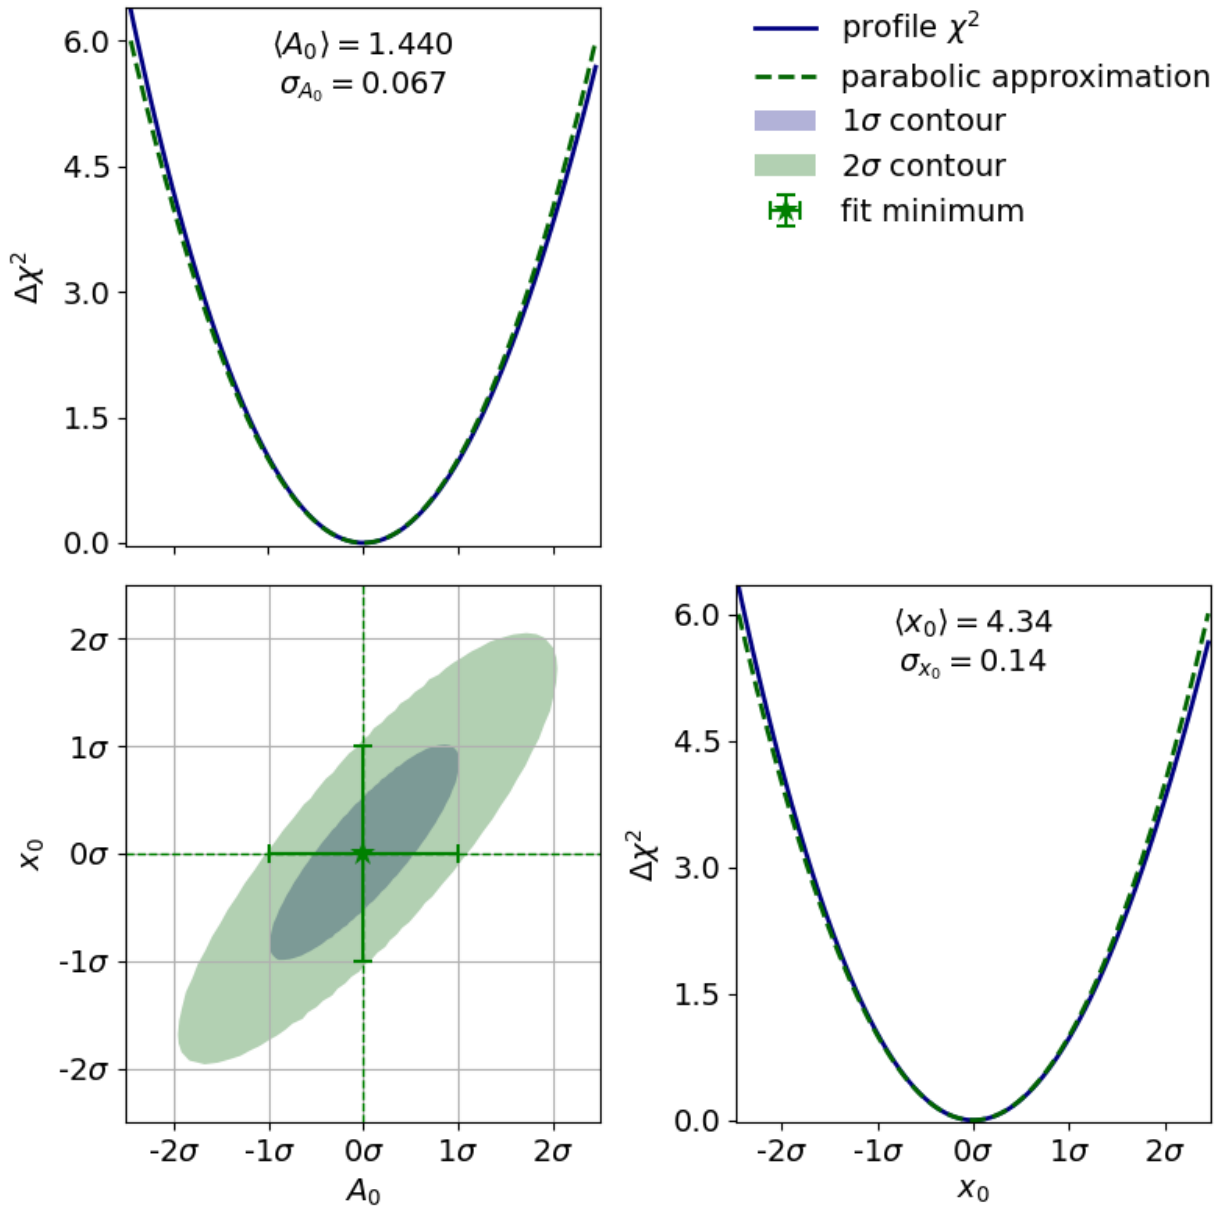 ⟨A₀⟩ = 1.440
σ_A₀ = 0.067
6.0
4.5
3.0
1.5
0.0
Δχ²
profile χ²
parabolic approximation
1σ contour
2σ contour
fit minimum
2σ
1σ
0σ
-1σ
-2σ
x₀
-2σ -1σ 0σ 1σ 2σ
A₀
⟨x₀⟩ = 4.34
σ_x₀ = 0.14
6.0
4.5
3.0
1.5
0.0
Δχ²
-2σ -1σ 0σ 1σ 2σ
x₀